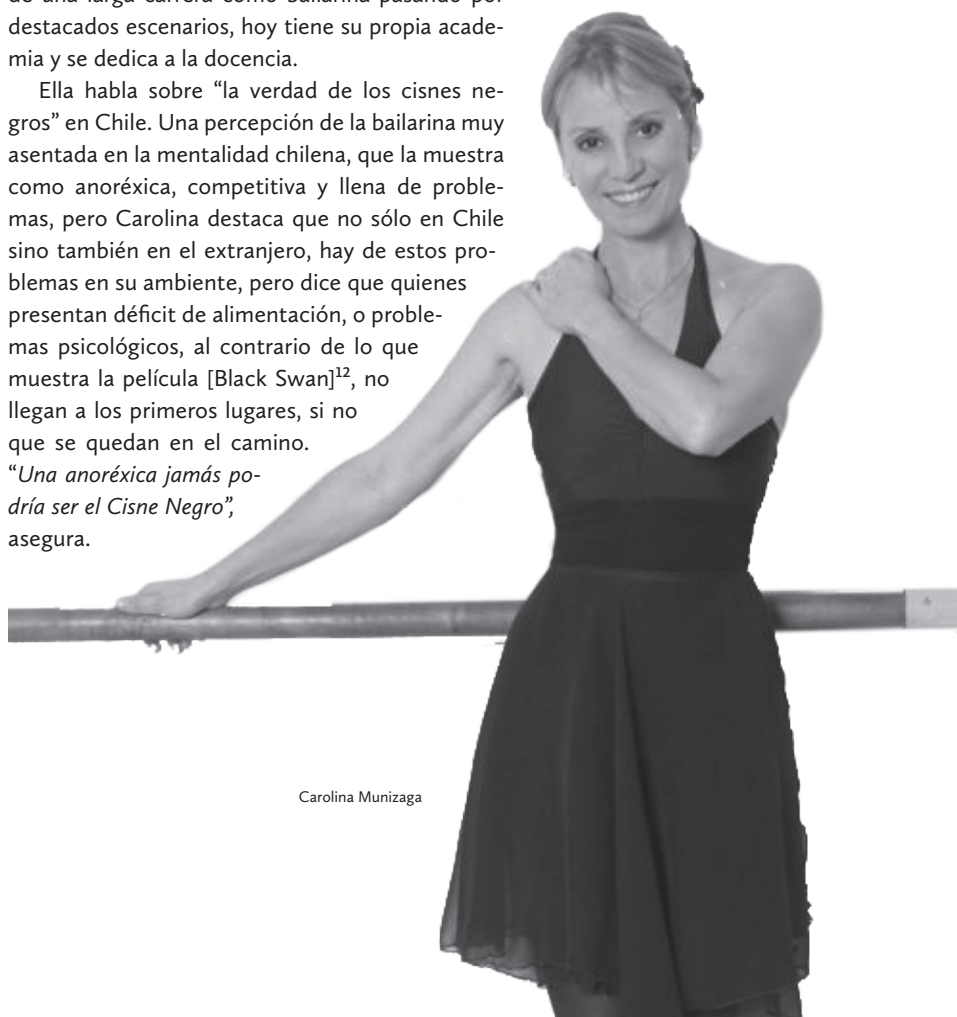 de una larga carrera como bailarina pasando por
destacados escenarios, hoy tiene su propia acade-
mia y se dedica a la docencia.
Ella habla sobre “la verdad de los cisnes ne-
gros” en Chile. Una percepción de la bailarina muy
asentada en la mentalidad chilena, que la muestra
como anoréxica, competitiva y llena de proble-
mas, pero Carolina destaca que no sólo en Chile
sino también en el extranjero, hay de estos pro-
blemas en su ambiente, pero dice que quienes
presentan déficit de alimentación, o proble-
mas psicológicos, al contrario de lo que
muestra la película [Black Swan]¹², no
llegan a los primeros lugares, si no
que se quedan en el camino.
“Una anoréxica jamás po-
dría ser el Cisne Negro”,
asegura.
Carolina Munizaga